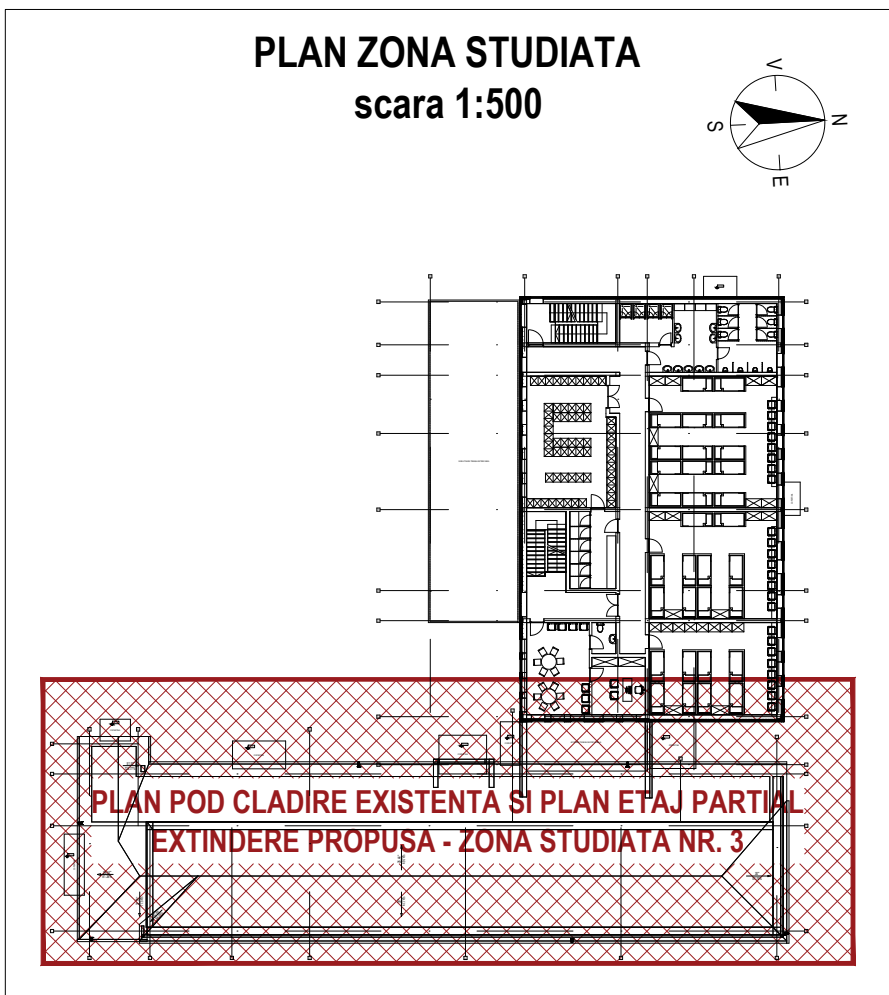 PLAN ZONA STUDIATA
scara 1:500
V
N
S
E
PLAN POD CLADIRE EXISTENTA SI PLAN ETAJ PARTIAL
EXTINDERE PROPUSA - ZONA STUDIATA NR. 3